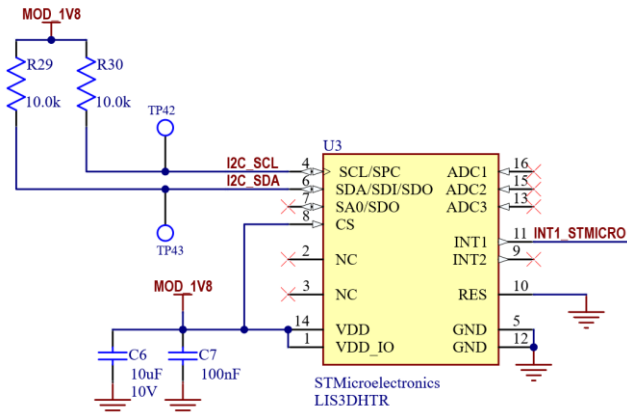 MOD_1V8
R29
R30
10.0k
10.0k
TP42
TP43
U3
I2C_SCL
4
SCL/SPC
ADC1
16
I2C_SDA
6
SDA/SDI/SDO
ADC2
15
7
SA0/SDO
ADC3
13
8
CS
INT1
11
INT1_STMICRO
2
NC
INT2
9
3
NC
RES
10
MOD_1V8
14
VDD
GND
5
1
VDD_IO
GND
12
C6
10uF
10V
C7
100nF
STMicroelectronics
LIS3DHTR